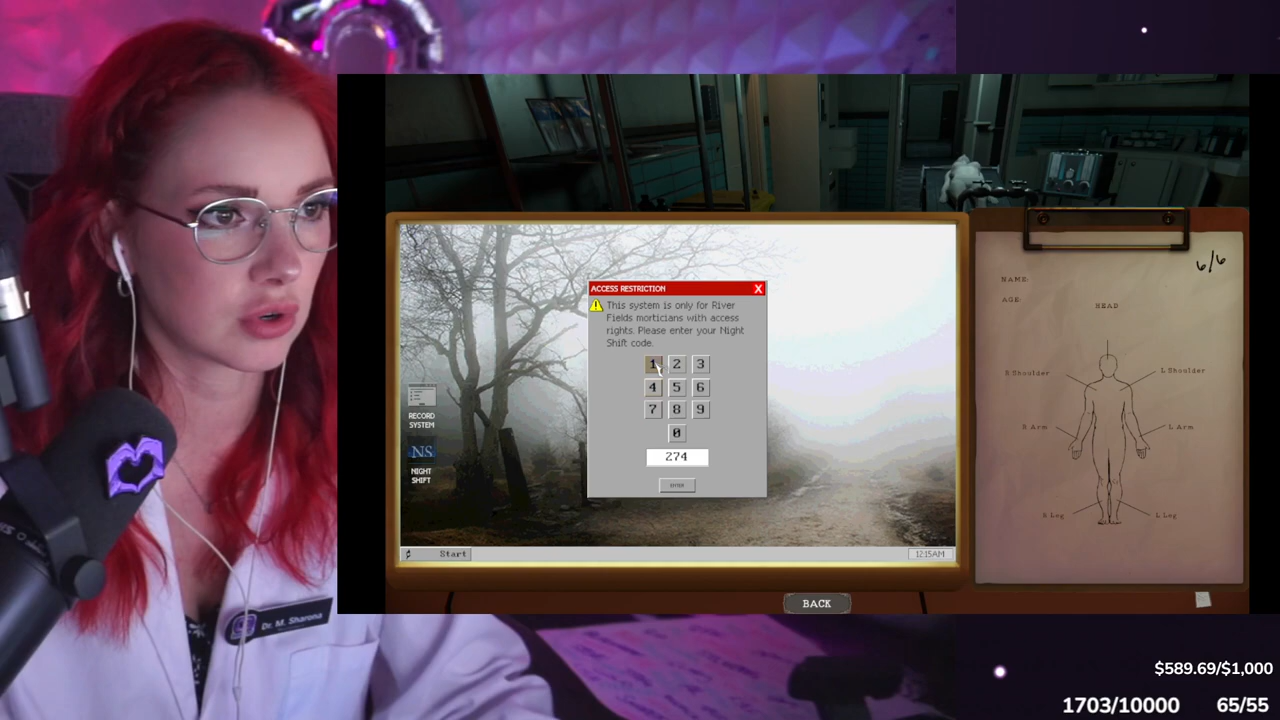 Dr. M. Sharona
ACCESS RESTRICTION
X
This system is only for River
Fields morticians with access
rights. Please enter your Night
Shift code.
1 2 3
4 5 6
7 8 9
0
274
ENTER
RECORD
SYSTEM
NS
NIGHT
SHIFT
Start
12:15AM
BACK
6/6
NAME:
AGE:
HEAD
R Shoulder
L Shoulder
R Arm
L Arm
R Leg
L Leg
$589.69/$1,000
1703/10000
65/55